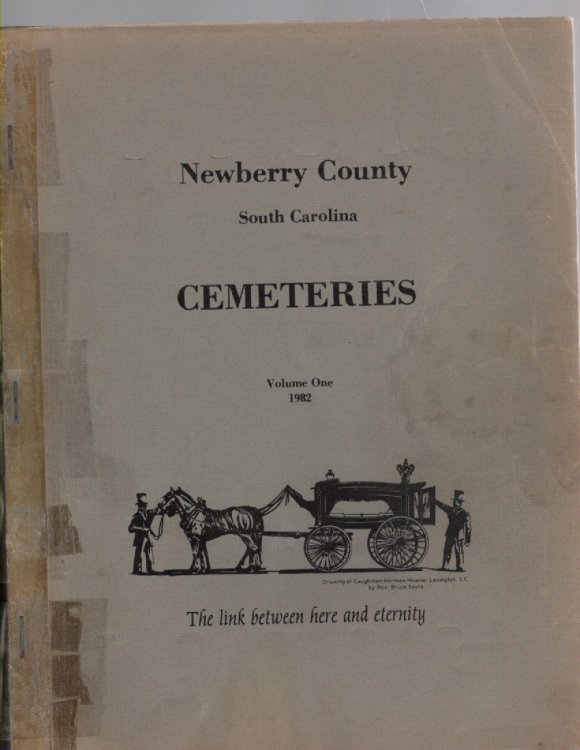 Newberry County
South Carolina
CEMETERIES
Volume One
1982
Drawing of Caughman-Harman Hearse, Lexington, S.C.
by Rev. Bruce Sayre
The link between here and eternity